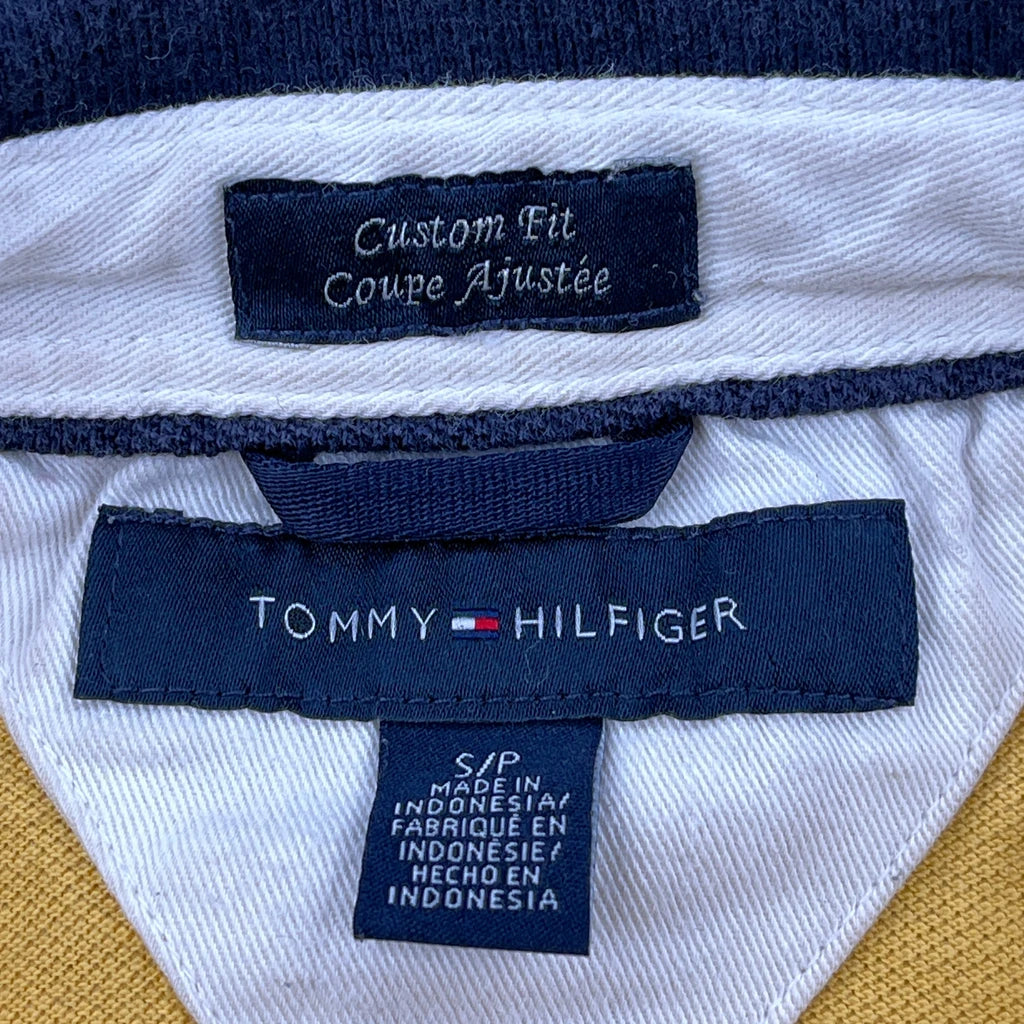 Custom Fit
Coupe Ajustée
TOMMY HILFIGER
S/P
MADE IN
INDONESIA/
FABRIQUÉ EN
INDONÉSIE/
HECHO EN
INDONESIA